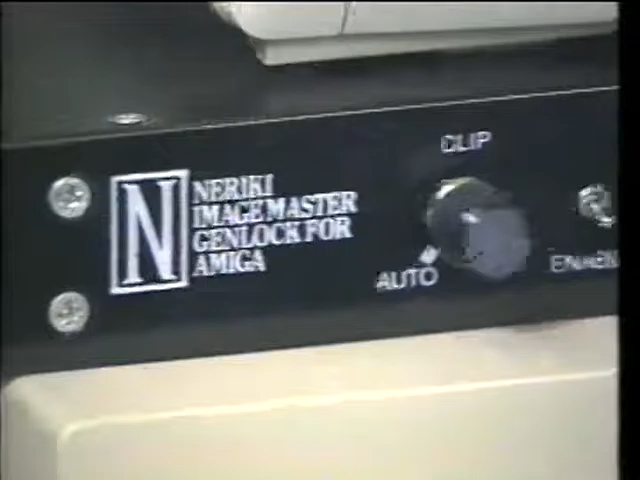 N
NERIKI
IMAGE MASTER
GENLOCK FOR
AMIGA
CLIP
AUTO